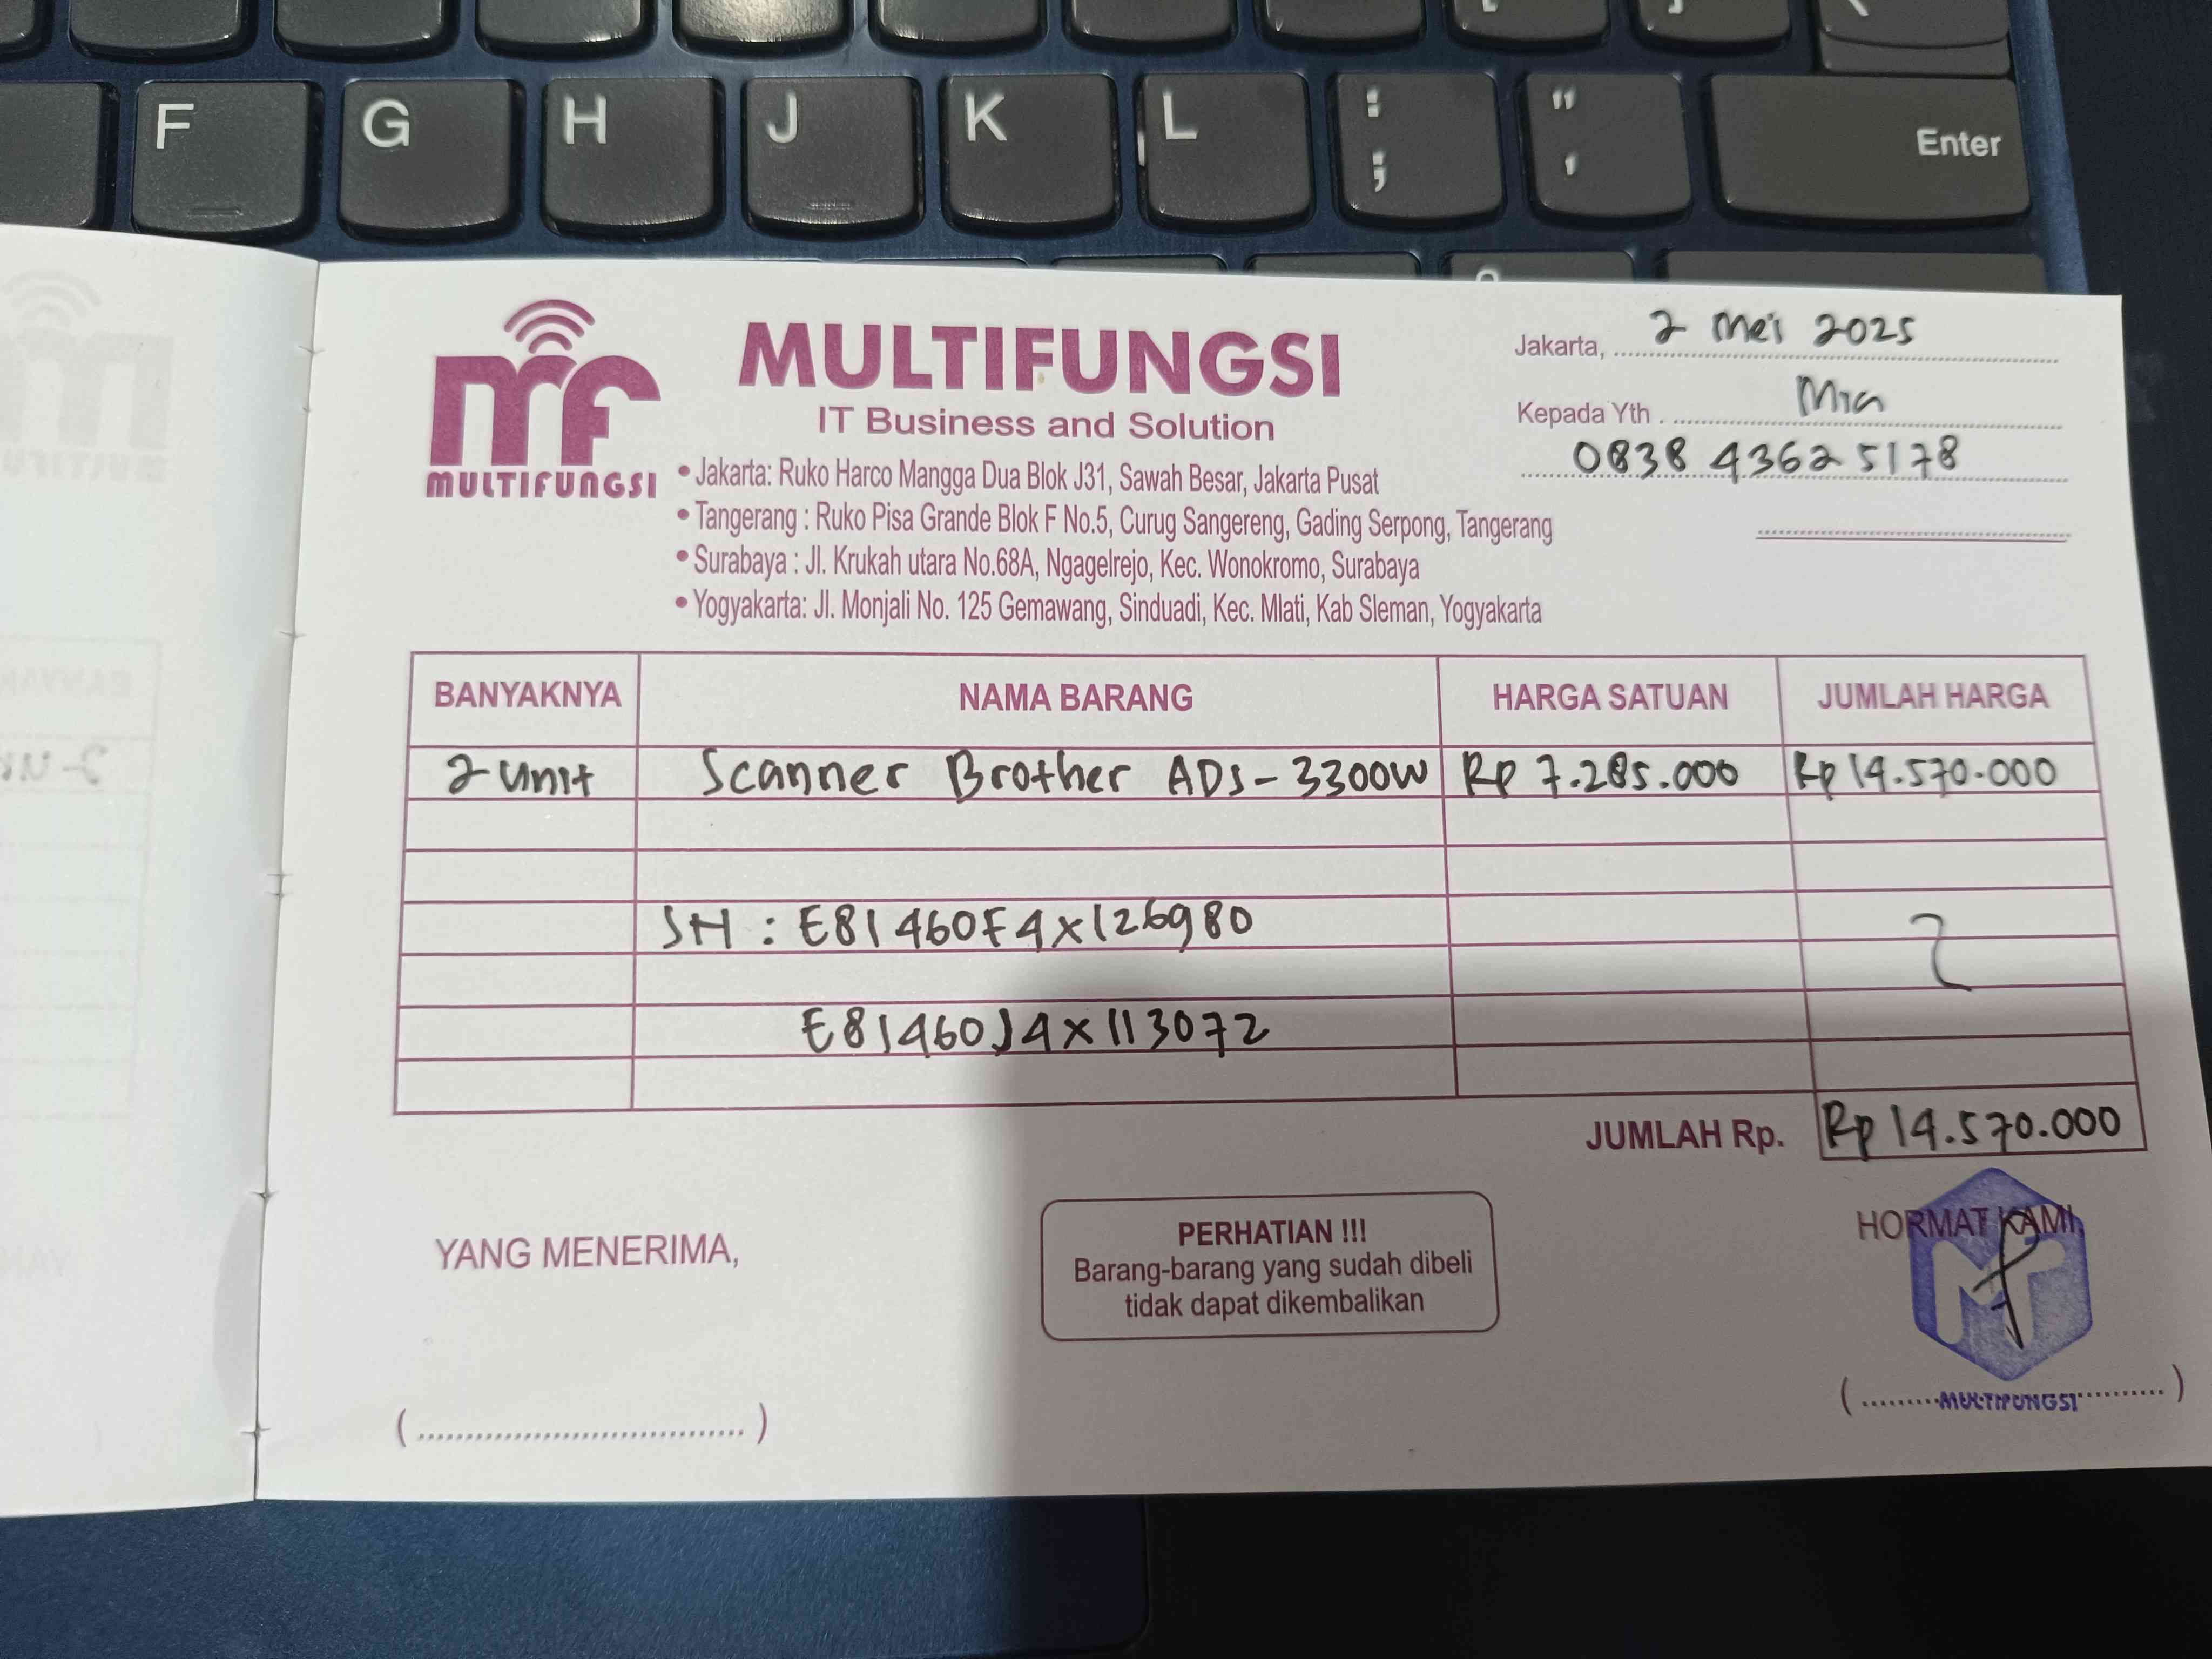 F G H J K L : ; " ' Enter
MULTIFUNGSI
MULTIFUNGSI
IT Business and Solution
Jakarta, 2 Mei 2025
Kepada Yth . Mia
0838 4362 5178
• Jakarta: Ruko Harco Mangga Dua Blok J31, Sawah Besar, Jakarta Pusat
• Tangerang : Ruko Pisa Grande Blok F No.5, Curug Sangereng, Gading Serpong, Tangerang
• Surabaya : Jl. Krukah utara No.68A, Ngagelrejo, Kec. Wonokromo, Surabaya
• Yogyakarta: Jl. Monjali No. 125 Gemawang, Sinduadi, Kec. Mlati, Kab Sleman, Yogyakarta
BANYAKNYA NAMA BARANG HARGA SATUAN JUMLAH HARGA
2 unit Scanner Brother ADS-3300W Rp 7.285.000 Rp 14.570.000
SN : E81460F4X126980
E81460J4X113072
JUMLAH Rp. Rp 14.570.000
YANG MENERIMA,
PERHATIAN !!!
Barang-barang yang sudah dibeli
tidak dapat dikembalikan
HORMAT KAMI,
MULTIFUNGSI